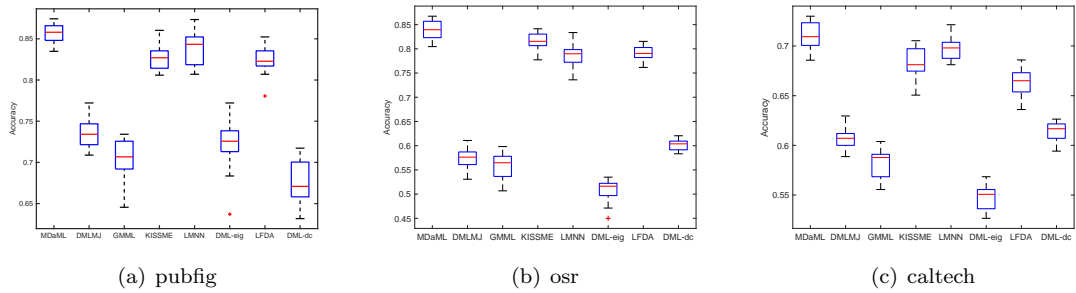 0.85
0.8
0.75
0.7
0.65
Accuracy
MDaML DMLMJ GMML KISSME LMNN DML-eig LFDA DML-dc
(a) pubfig
0.85
0.8
0.75
0.7
0.65
0.6
0.55
0.5
0.45
Accuracy
MDaML DMLMJ GMML KISSME LMNN DML-eig LFDA DML-dc
(b) osr
0.7
0.65
0.6
0.55
Accuracy
MDaML DMLMJ GMML KISSME LMNN DML-eig LFDA DML-dc
(c) caltech